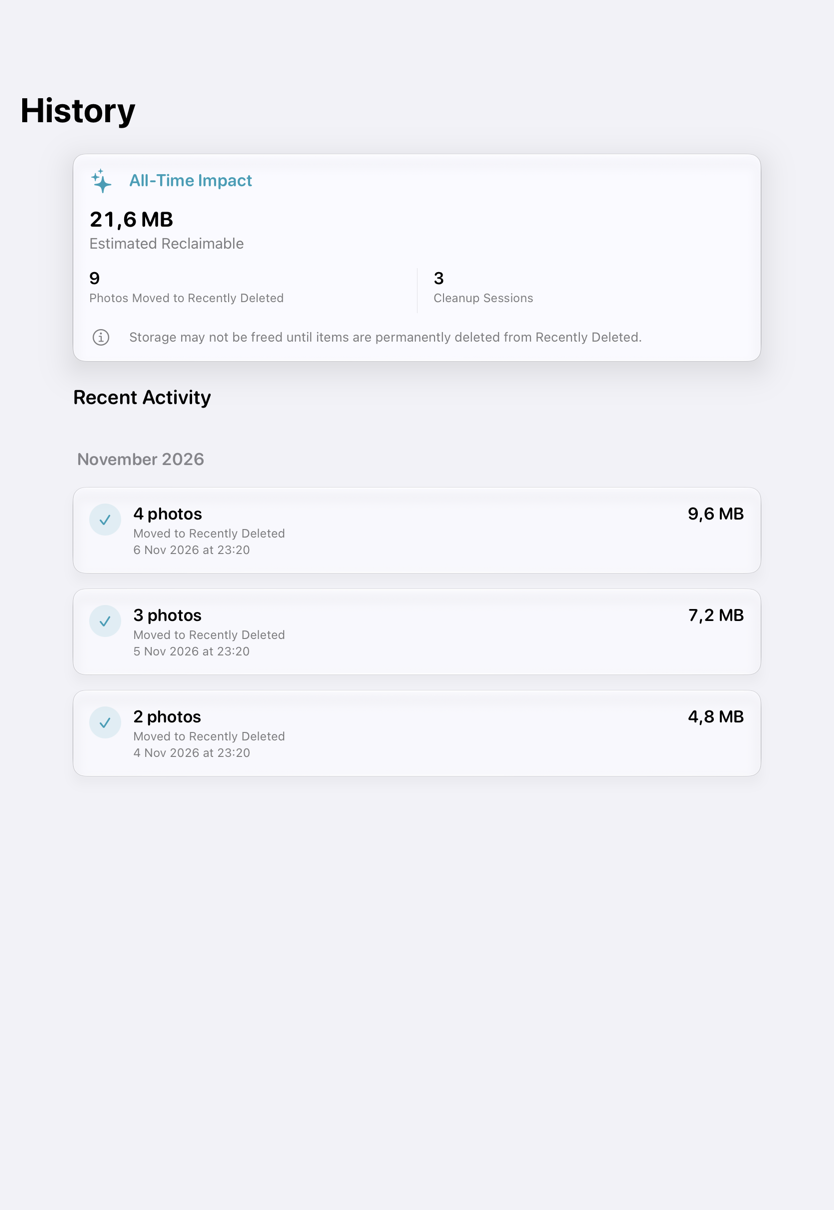 History
All-Time Impact
21,6 MB
Estimated Reclaimable
9
Photos Moved to Recently Deleted
3
Cleanup Sessions
Storage may not be freed until items are permanently deleted from Recently Deleted.
Recent Activity
November 2026
4 photos
9,6 MB
Moved to Recently Deleted
6 Nov 2026 at 23:20
3 photos
7,2 MB
Moved to Recently Deleted
5 Nov 2026 at 23:20
2 photos
4,8 MB
Moved to Recently Deleted
4 Nov 2026 at 23:20